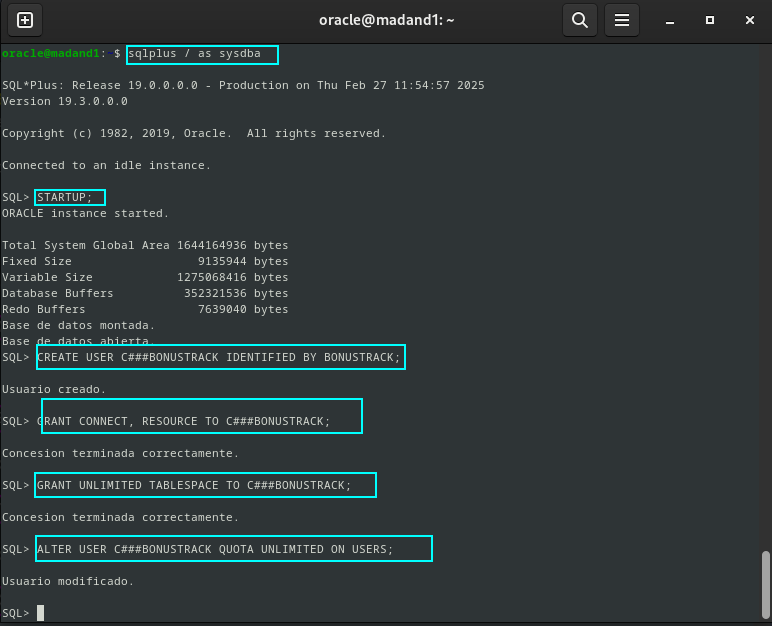 oracle@madand1: ~
oracle@madand1:~$ sqlplus / as sysdba
SQL*Plus: Release 19.0.0.0.0 - Production on Thu Feb 27 11:54:57 2025
Version 19.3.0.0.0
Copyright (c) 1982, 2019, Oracle.  All rights reserved.
Connected to an idle instance.
SQL> STARTUP;
ORACLE instance started.
Total System Global Area 1644164936 bytes
Fixed Size                  9135944 bytes
Variable Size            1275068416 bytes
Database Buffers          352321536 bytes
Redo Buffers                7639040 bytes
Base de datos montada.
Base de datos abierta.
SQL> CREATE USER C###BONUSTRACK IDENTIFIED BY BONUSTRACK;
Usuario creado.
SQL> GRANT CONNECT, RESOURCE TO C###BONUSTRACK;
Concesion terminada correctamente.
SQL> GRANT UNLIMITED TABLESPACE TO C###BONUSTRACK;
Concesion terminada correctamente.
SQL> ALTER USER C###BONUSTRACK QUOTA UNLIMITED ON USERS;
Usuario modificado.
SQL>